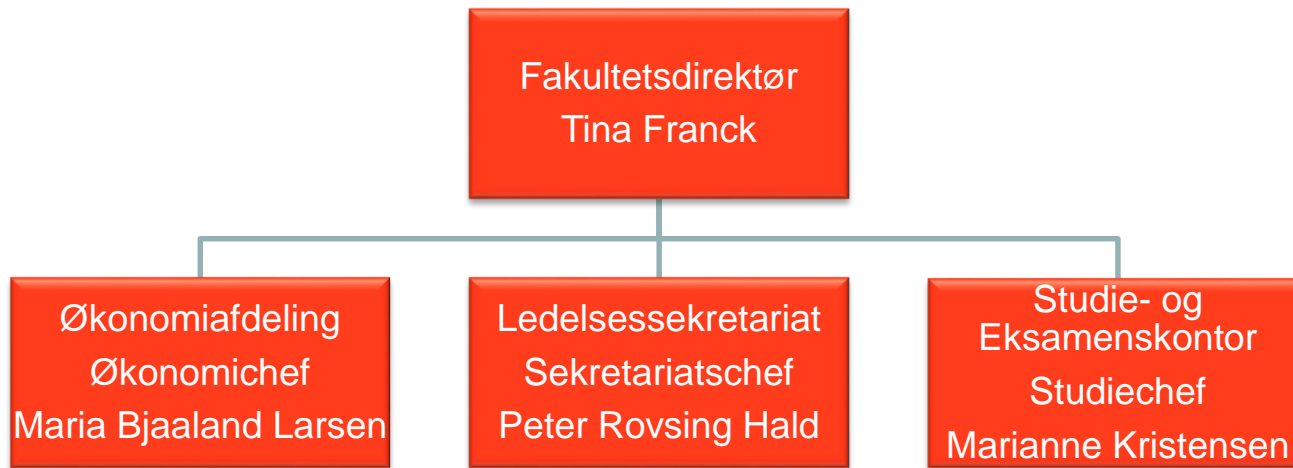 Fakultetsdirektør
Tina Franck
Økonomiafdeling
Økonomichef
Maria Bjaaland Larsen
Ledelsessekretariat
Sekretariatschef
Peter Rovsing Hald
Studie- og
Eksamenskontor
Studiechef
Marianne Kristensen